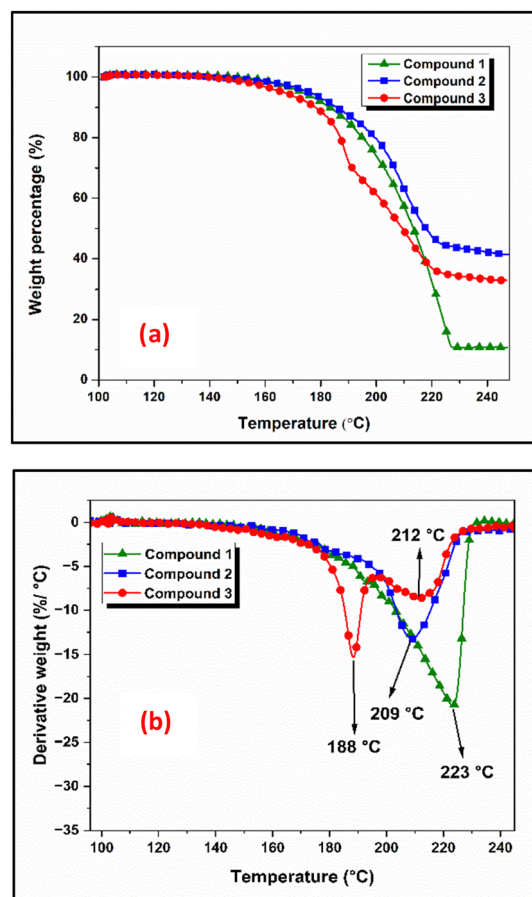 100
80
60
40
20
0
Weight percentage (%)
Compound 1
Compound 2
Compound 3
(a)
100 120 140 160 180 200 220 240
Temperature (°C)
0
−5
−10
−15
−20
−25
−30
−35
Derivative weight (%/ °C)
Compound 1
Compound 2
Compound 3
212 °C
209 °C
188 °C
223 °C
(b)
100 120 140 160 180 200 220 240
Temperature (°C)